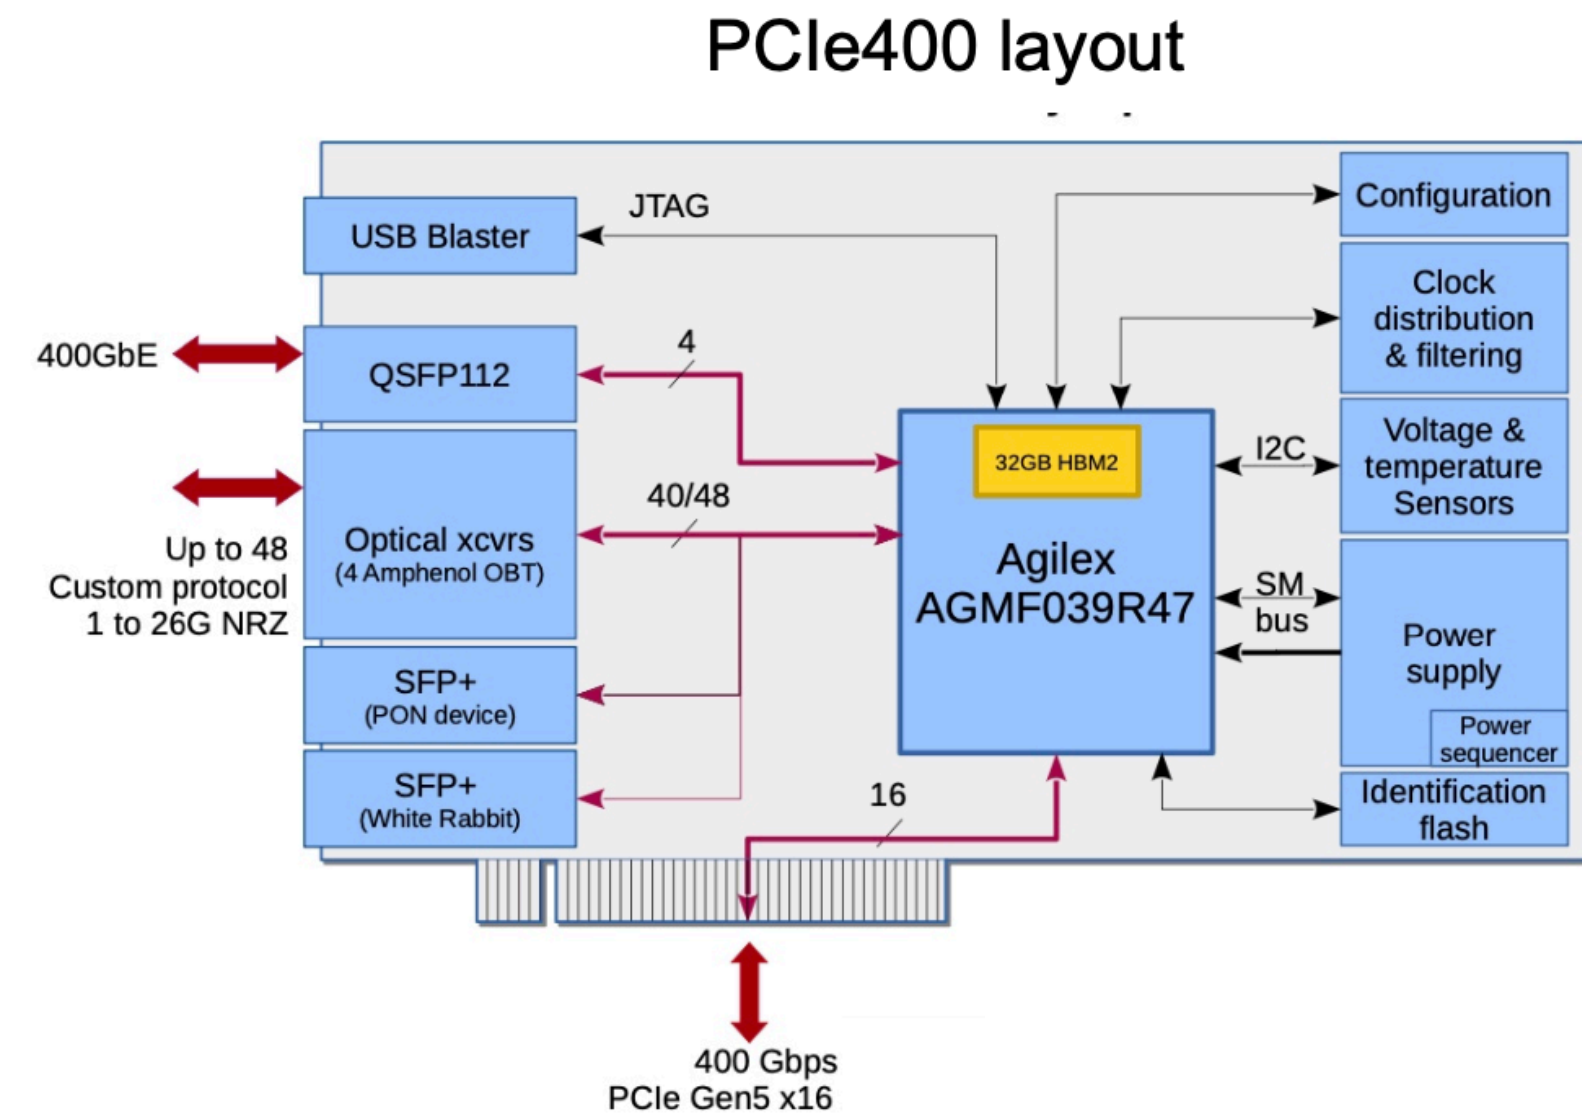 PCIe400 layout
USB Blaster
JTAG
400GbE
QSFP112
4
Up to 48
Custom protocol
1 to 26G NRZ
Optical xcvrs
(4 Amphenol OBT)
40/48
SFP+
(PON device)
SFP+
(White Rabbit)
32GB HBM2
Agilex
AGMF039R47
16
Configuration
Clock
distribution
& filtering
I2C
Voltage &
temperature
Sensors
SM
bus
Power
supply
Power
sequencer
Identification
flash
400 Gbps
PCIe Gen5 x16